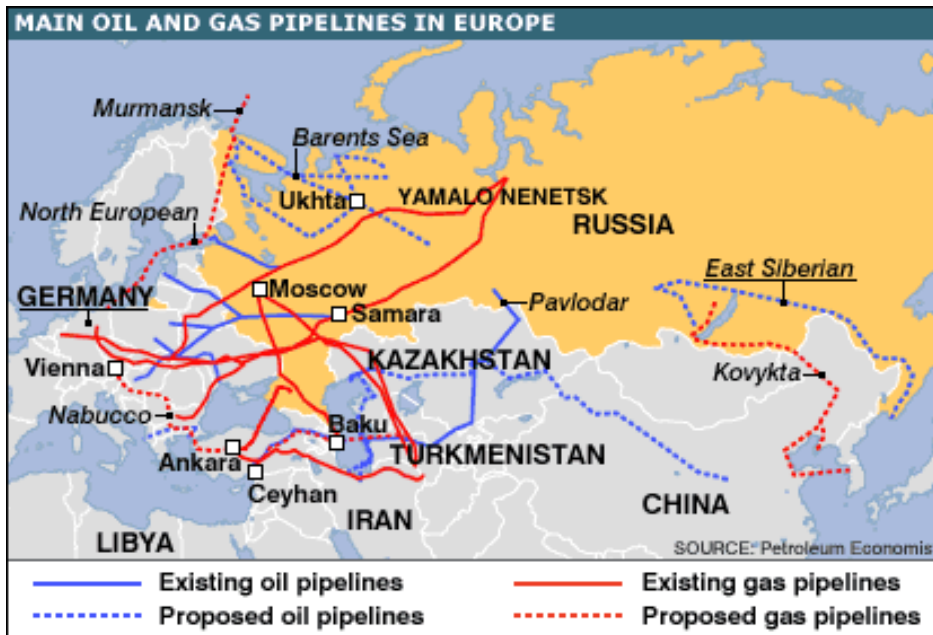 MAIN OIL AND GAS PIPELINES IN EUROPE
Murmansk
Barents Sea
Ukhta
YAMALO NENETSK
North European
RUSSIA
East Siberian
GERMANY
Moscow
Pavlodar
Samara
Vienna
KAZAKHSTAN
Kovykta
Nabucco
Baku
Ankara
TURKMENISTAN
Ceyhan
CHINA
IRAN
LIBYA
SOURCE: Petroleum Economis
Existing oil pipelines
Existing gas pipelines
Proposed oil pipelines
Proposed gas pipelines